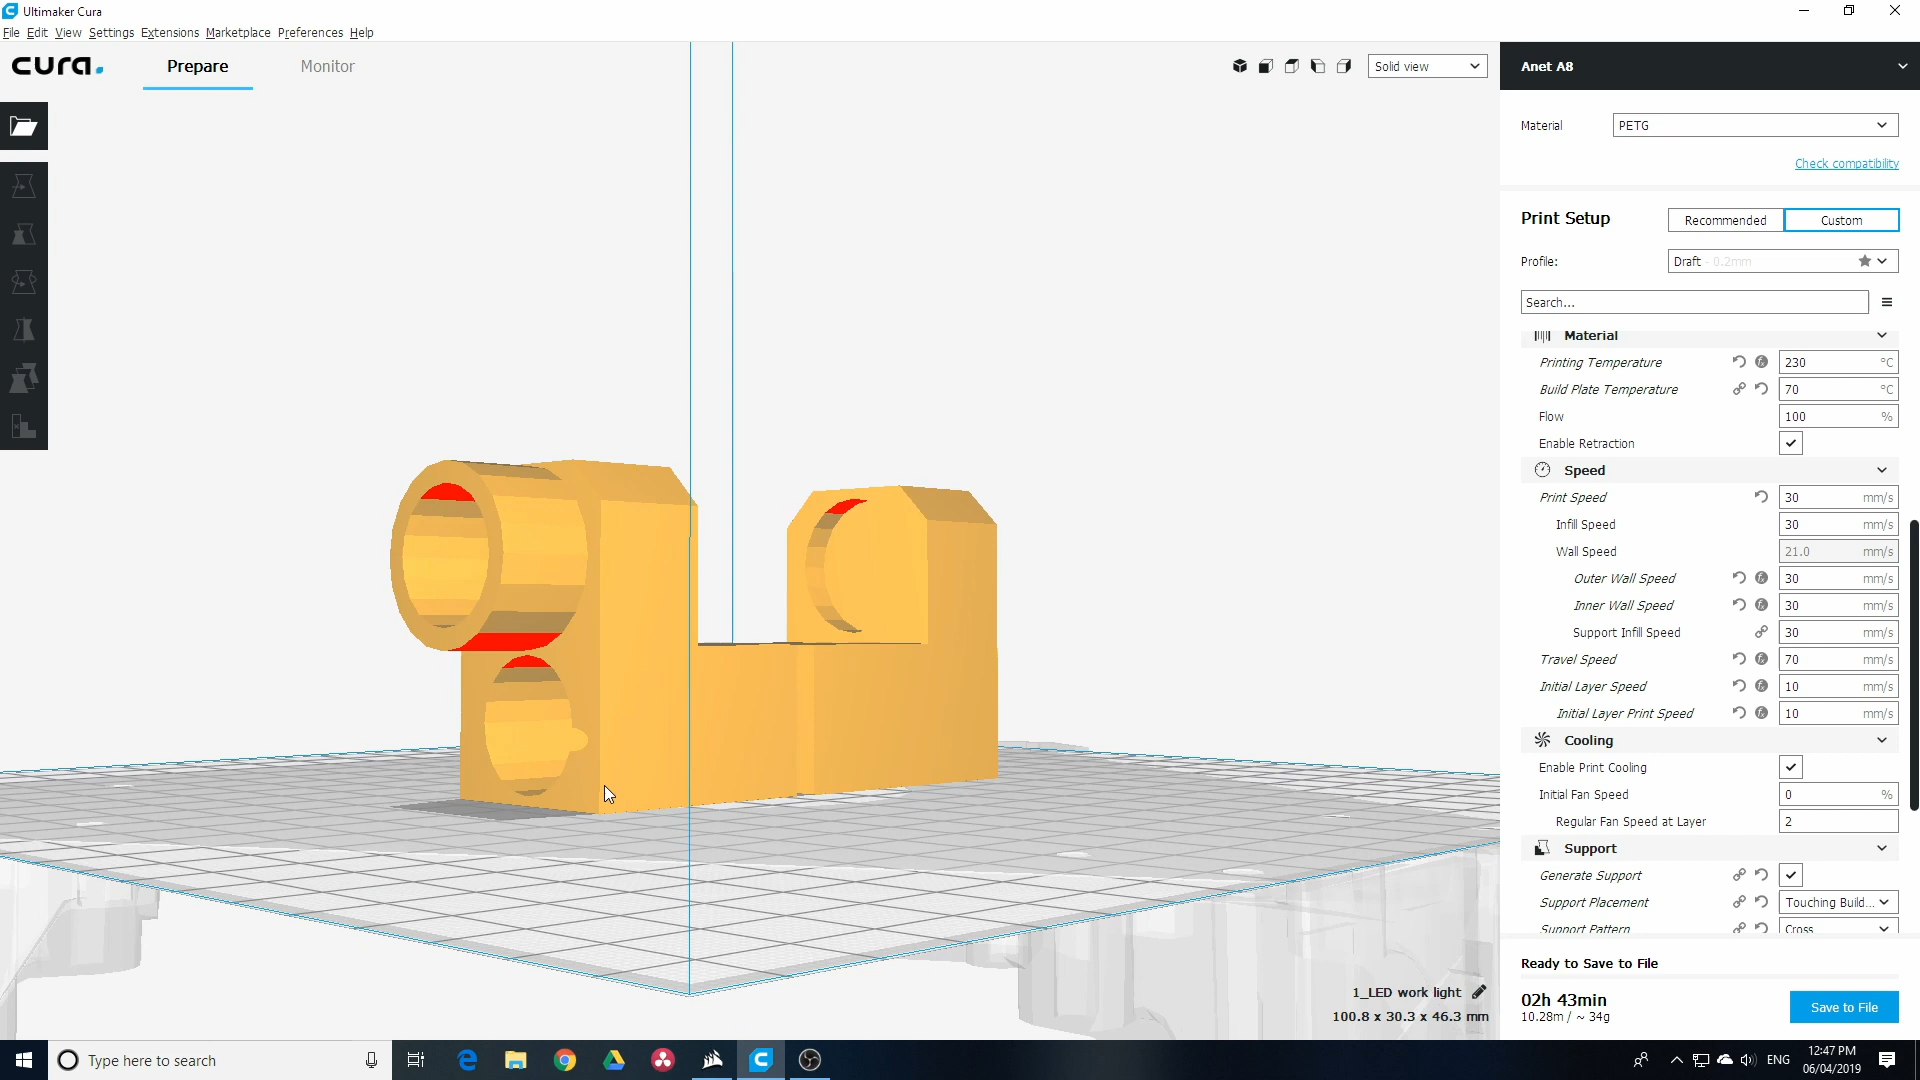 Ultimaker Cura
File Edit View Settings Extensions Marketplace Preferences Help
cura. Prepare Monitor Solid view Anet A8
Material PETG
Check compatibility
Print Setup Recommended Custom
Profile: Draft - 0.2mm
Search...
Material
Printing Temperature 230 °C
Build Plate Temperature 70 °C
Flow 100 %
Enable Retraction
Speed
Print Speed 30 mm/s
Infill Speed 30 mm/s
Wall Speed 21.0 mm/s
Outer Wall Speed 30 mm/s
Inner Wall Speed 30 mm/s
Support Infill Speed 30 mm/s
Travel Speed 70 mm/s
Initial Layer Speed 10 mm/s
Initial Layer Print Speed 10 mm/s
Cooling
Enable Print Cooling
Initial Fan Speed 0 %
Regular Fan Speed at Layer 2
Support
Generate Support
Support Placement Touching Build...
Support Pattern Cross
Ready to Save to File
02h 43min
10.28m / ~ 34g
Save to File
1_LED work light
100.8 x 30.3 x 46.3 mm
Type here to search
ENG
12:47 PM
06/04/2019